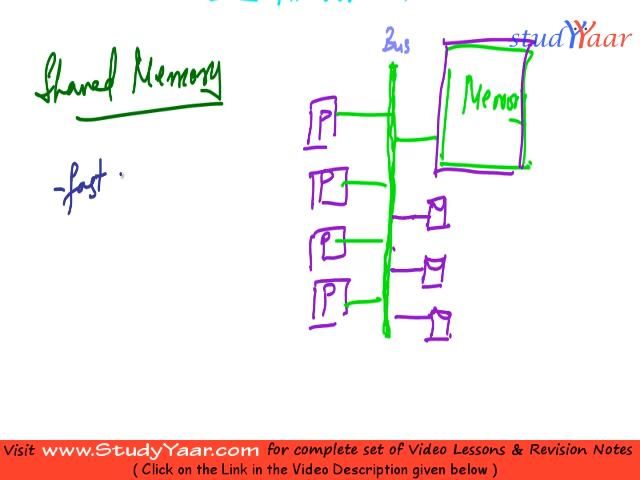 Bus
studYYaar
Shared Memory
Memory
P
-fast
P
P
P
Visit www.StudyYaar.com for complete set of Video Lessons & Revision Notes
( Click on the Link in the Video Description given below )